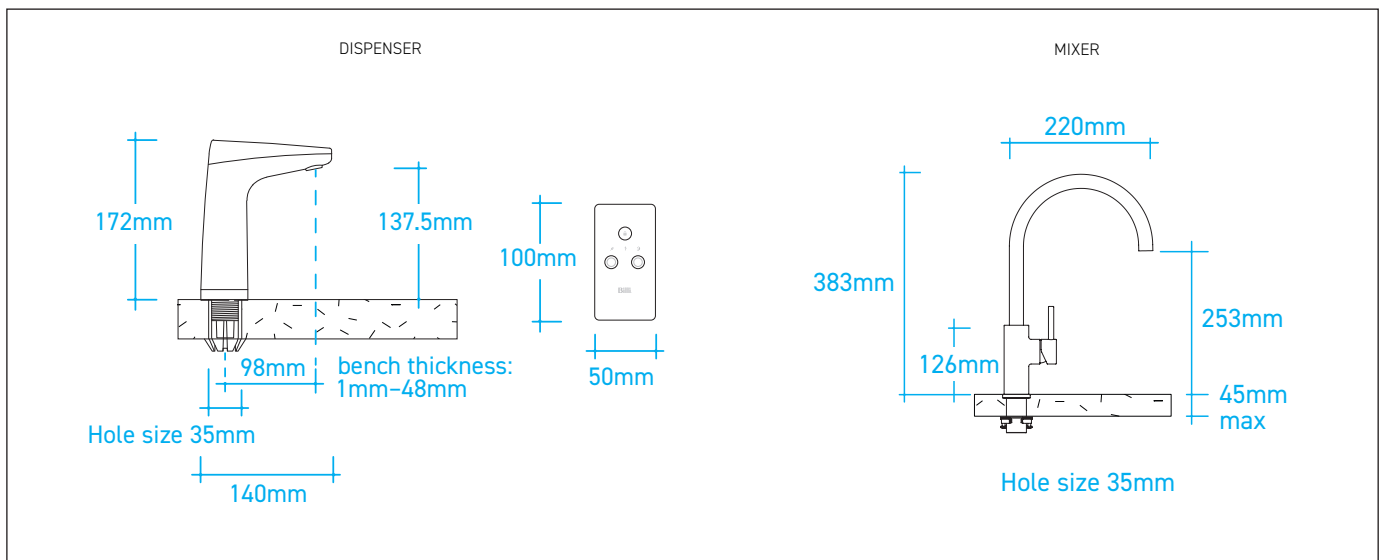 DISPENSER
MIXER
172mm
137.5mm
98mm
bench thickness:
1mm–48mm
Hole size 35mm
140mm
100mm
50mm
220mm
383mm
126mm
253mm
45mm
max
Hole size 35mm